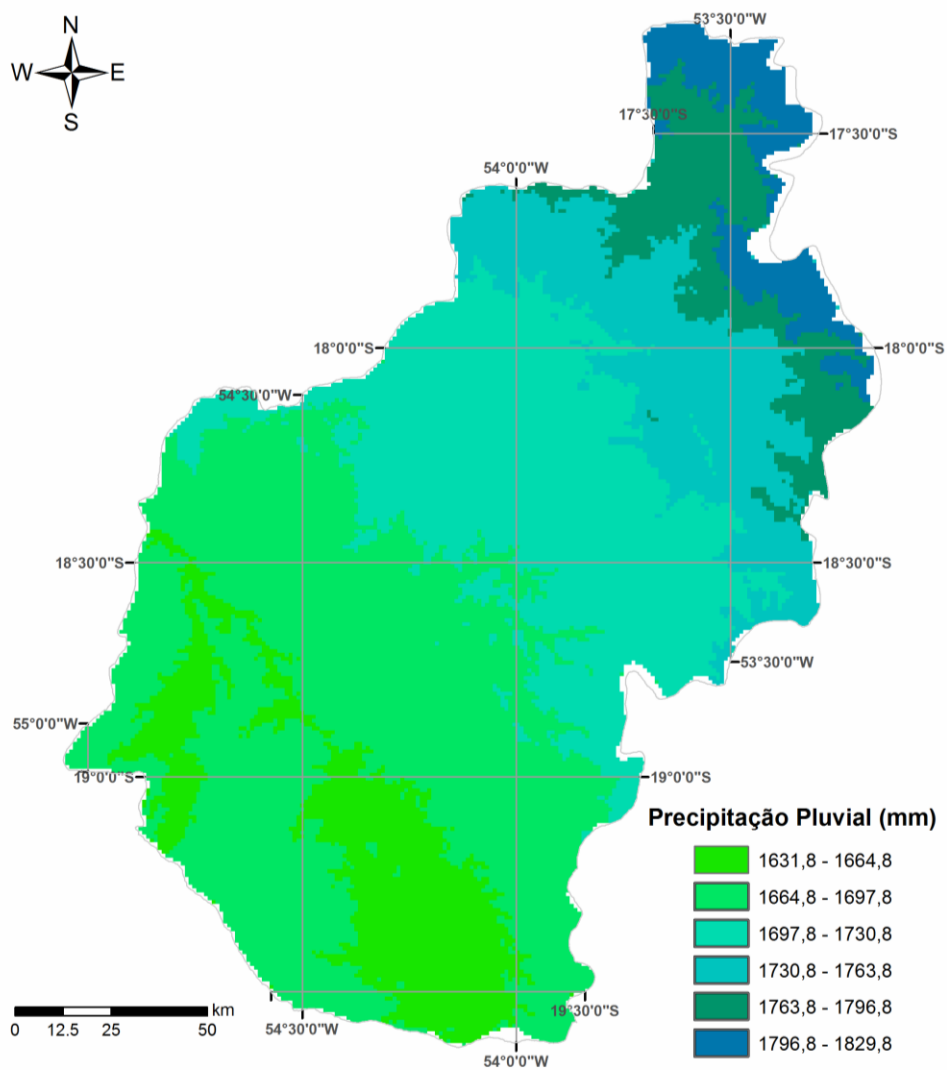 N
W E
S
53°30'0"W
17°30'0"S
17°30'0"S
54°0'0"W
18°0'0"S
18°0'0"S
54°30'0"W
18°30'0"S
18°30'0"S
53°30'0"W
55°0'0"W
19°0'0"S
19°0'0"S
Precipitação Pluvial (mm)
1631,8 - 1664,8
1664,8 - 1697,8
1697,8 - 1730,8
1730,8 - 1763,8
1763,8 - 1796,8
1796,8 - 1829,8
19°30'0"S
54°30'0"W
54°0'0"W
km
0 12.5 25 50